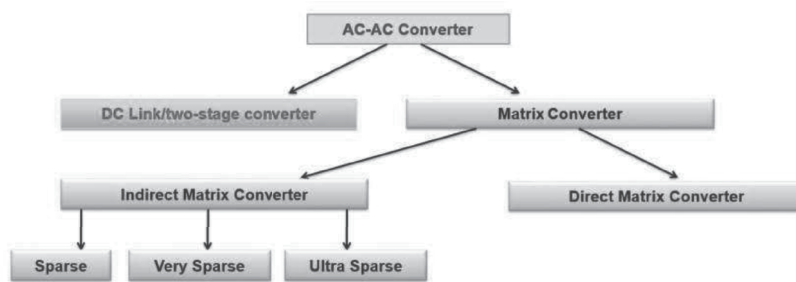 AC-AC Converter
DC Link/two-stage converter
Matrix Converter
Indirect Matrix Converter
Direct Matrix Converter
Sparse
Very Sparse
Ultra Sparse